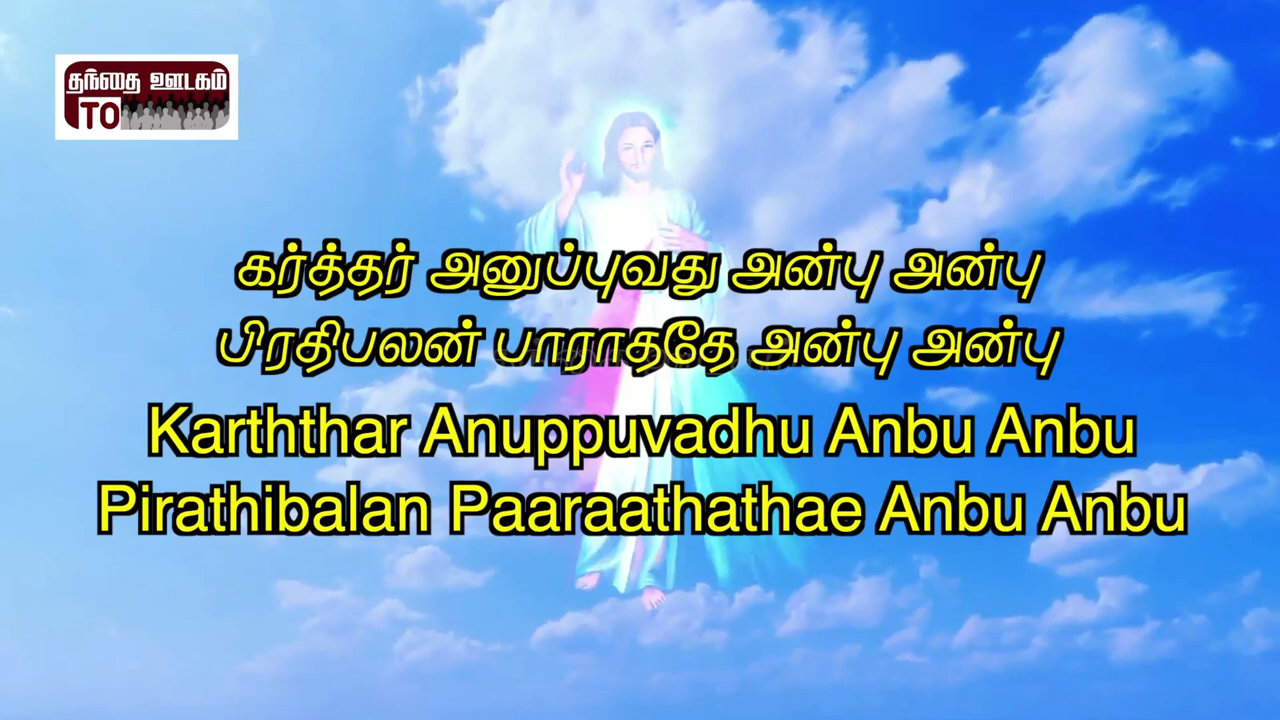 தந்தை ஊடகம்
TO
கர்த்தர் அனுப்புவது அன்பு அன்பு
பிரதிபலன் பாராததே அன்பு அன்பு
Karththar Anuppuvadhu Anbu Anbu
Pirathibalan Paaraathathae Anbu Anbu